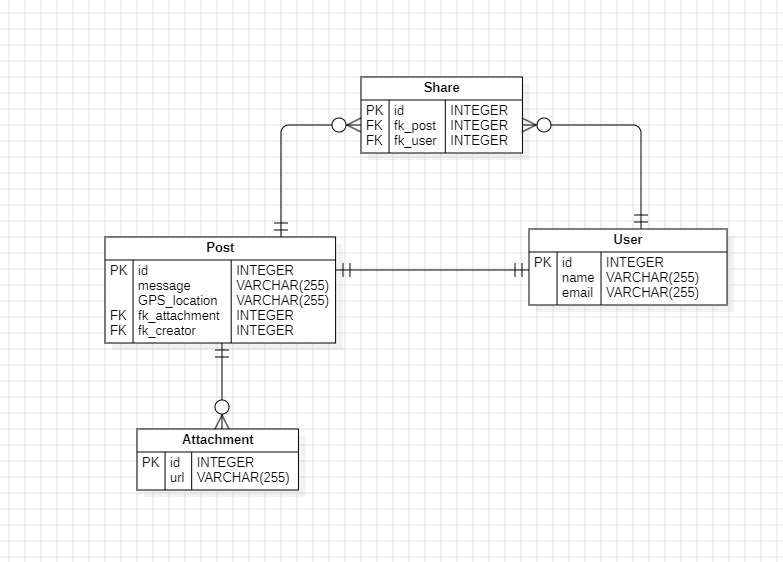 Share
PK id INTEGER
FK fk_post INTEGER
FK fk_user INTEGER
Post
PK id INTEGER
message VARCHAR(255)
GPS_location VARCHAR(255)
FK fk_attachment INTEGER
FK fk_creator INTEGER
User
PK id INTEGER
name VARCHAR(255)
email VARCHAR(255)
Attachment
PK id INTEGER
url VARCHAR(255)